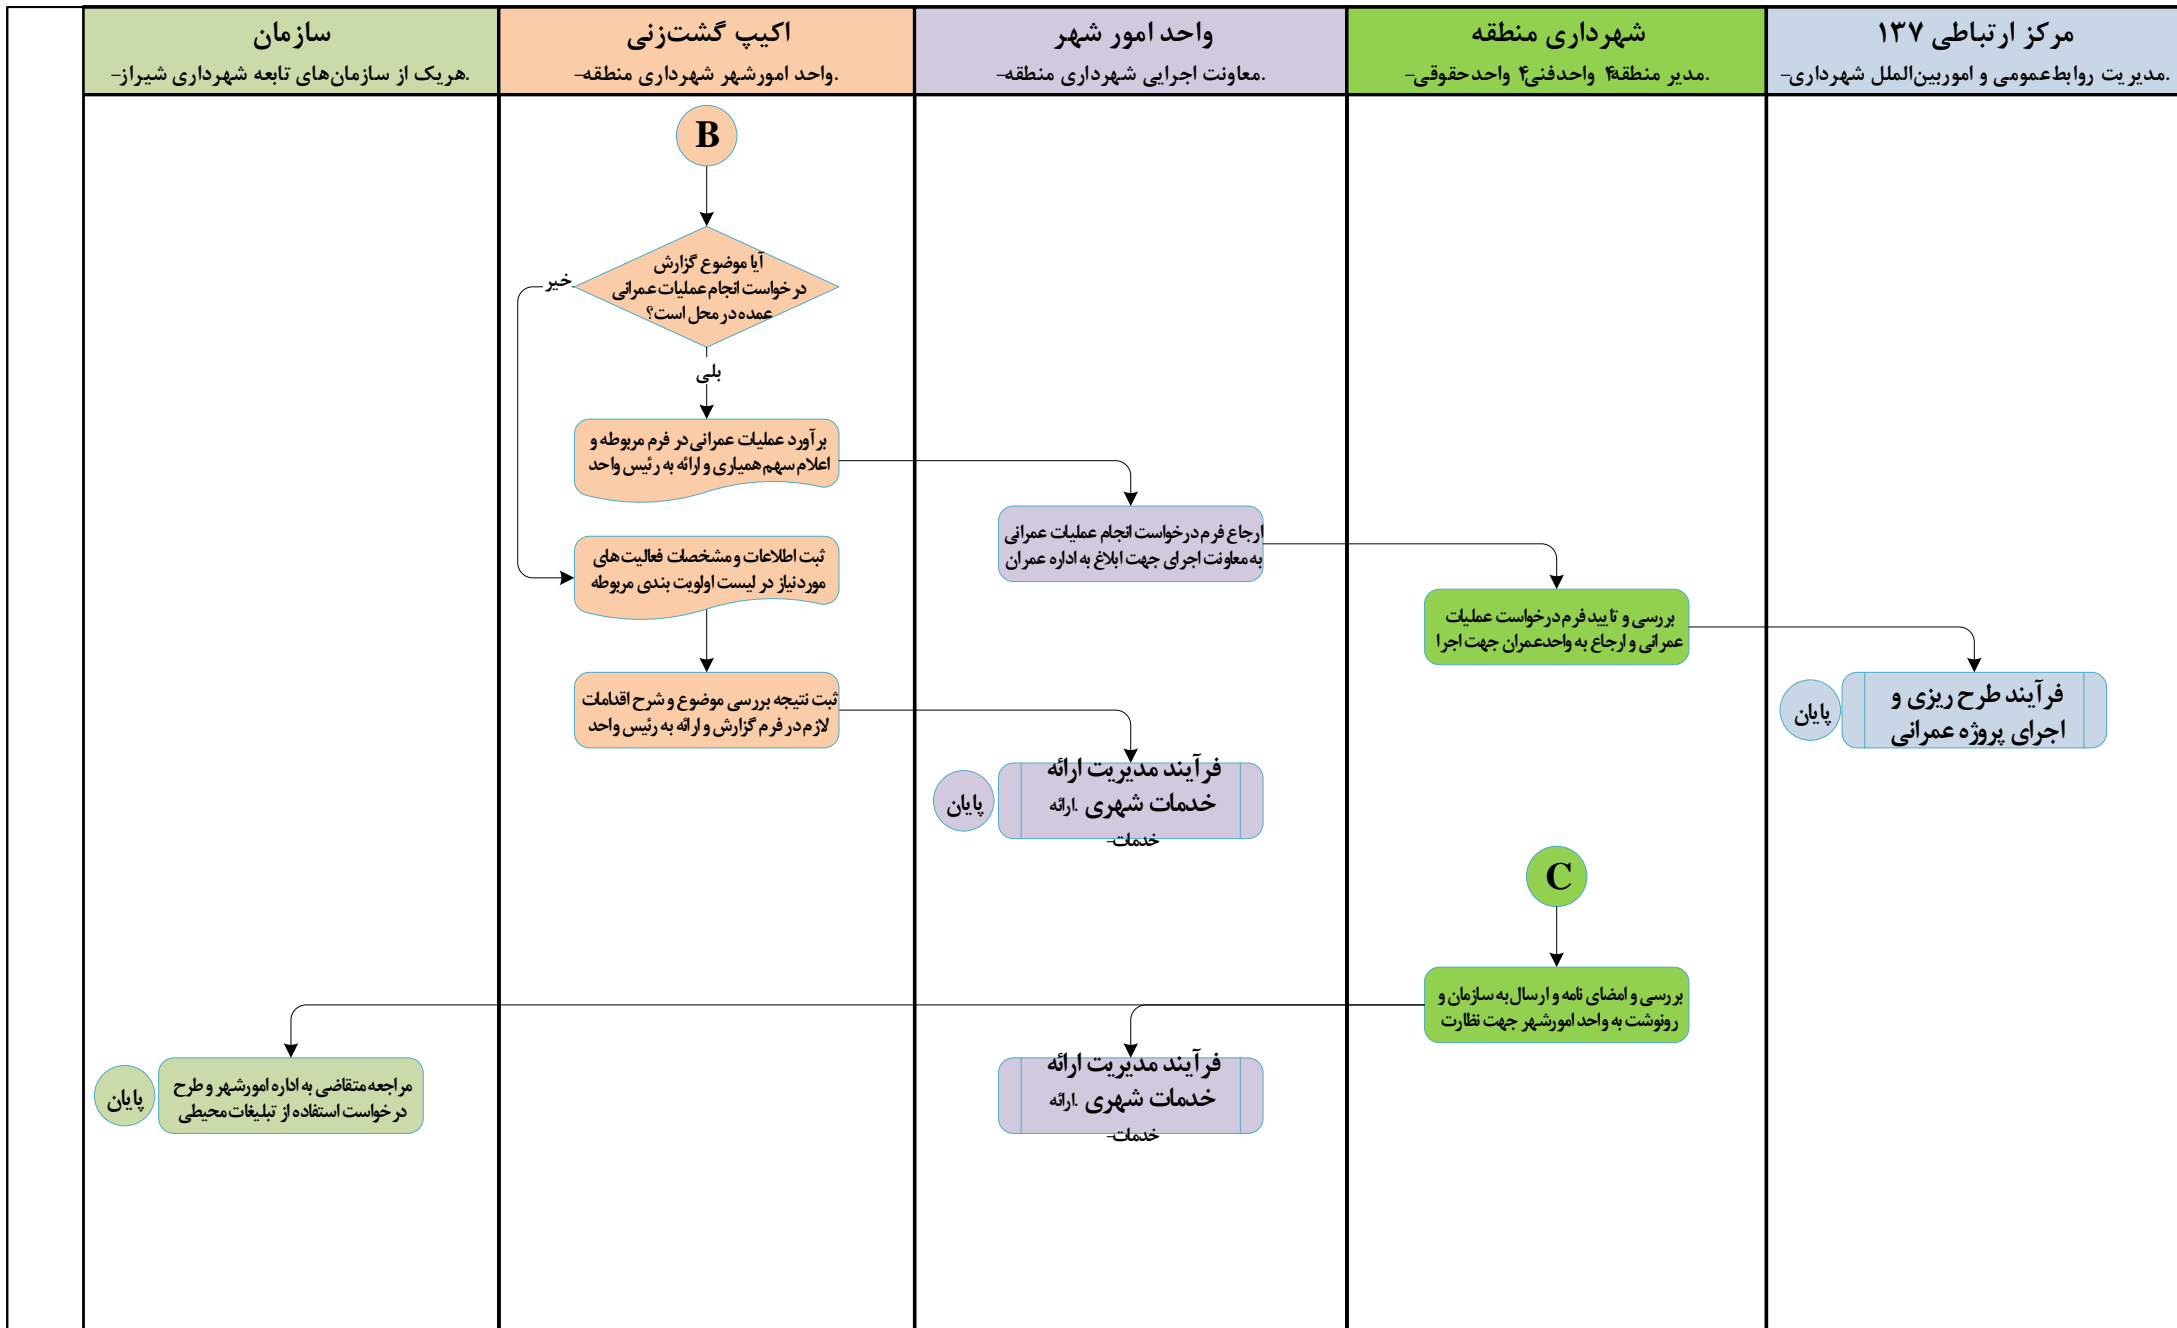 مرکز ارتباطی ۱۳۷
.مدیریت روابط‌عمومی و اموربین‌الملل شهرداری–
شهرداری منطقه
.مدیر منطقه۴ واحدفنی۴ واحدحقوقی–
واحد امور شهر
.معاونت اجرایی شهرداری منطقه–
اکیپ گشت‌زنی
.واحد امورشهر شهرداری منطقه–
سازمان
.هریک از سازمان‌های تابعه شهرداری شیراز–
B
آیا موضوع گزارش
درخواست انجام عملیات عمرانی
عمده در محل است؟
خیر
بلی
برآورد عملیات عمرانی در فرم مربوطه و
اعلام سهم همیاری و ارائه به رئیس واحد
ارجاع فرم درخواست انجام عملیات عمرانی
به معاونت اجرای جهت ابلاغ به اداره عمران
ثبت اطلاعات و مشخصات فعالیت های
موردنیاز در لیست اولویت بندی مربوطه
بررسی و تایید فرم درخواست عملیات
عمرانی و ارجاع به واحدعمران جهت اجرا
فرآیند طرح ریزی و
اجرای پروژه عمرانی
پایان
ثبت نتیجه بررسی موضوع و شرح اقدامات
لازم در فرم گزارش و ارائه به رئیس واحد
فرآیند مدیریت ارائه
خدمات شهری .ارائه
خدمات–
پایان
C
بررسی و امضای نامه و ارسال به سازمان و
رونوشت به واحد امورشهر جهت نظارت
فرآیند مدیریت ارائه
خدمات شهری .ارائه
خدمات–
مراجعه متقاضی به اداره امورشهر و طرح
درخواست استفاده از تبلیغات محیطی
پایان